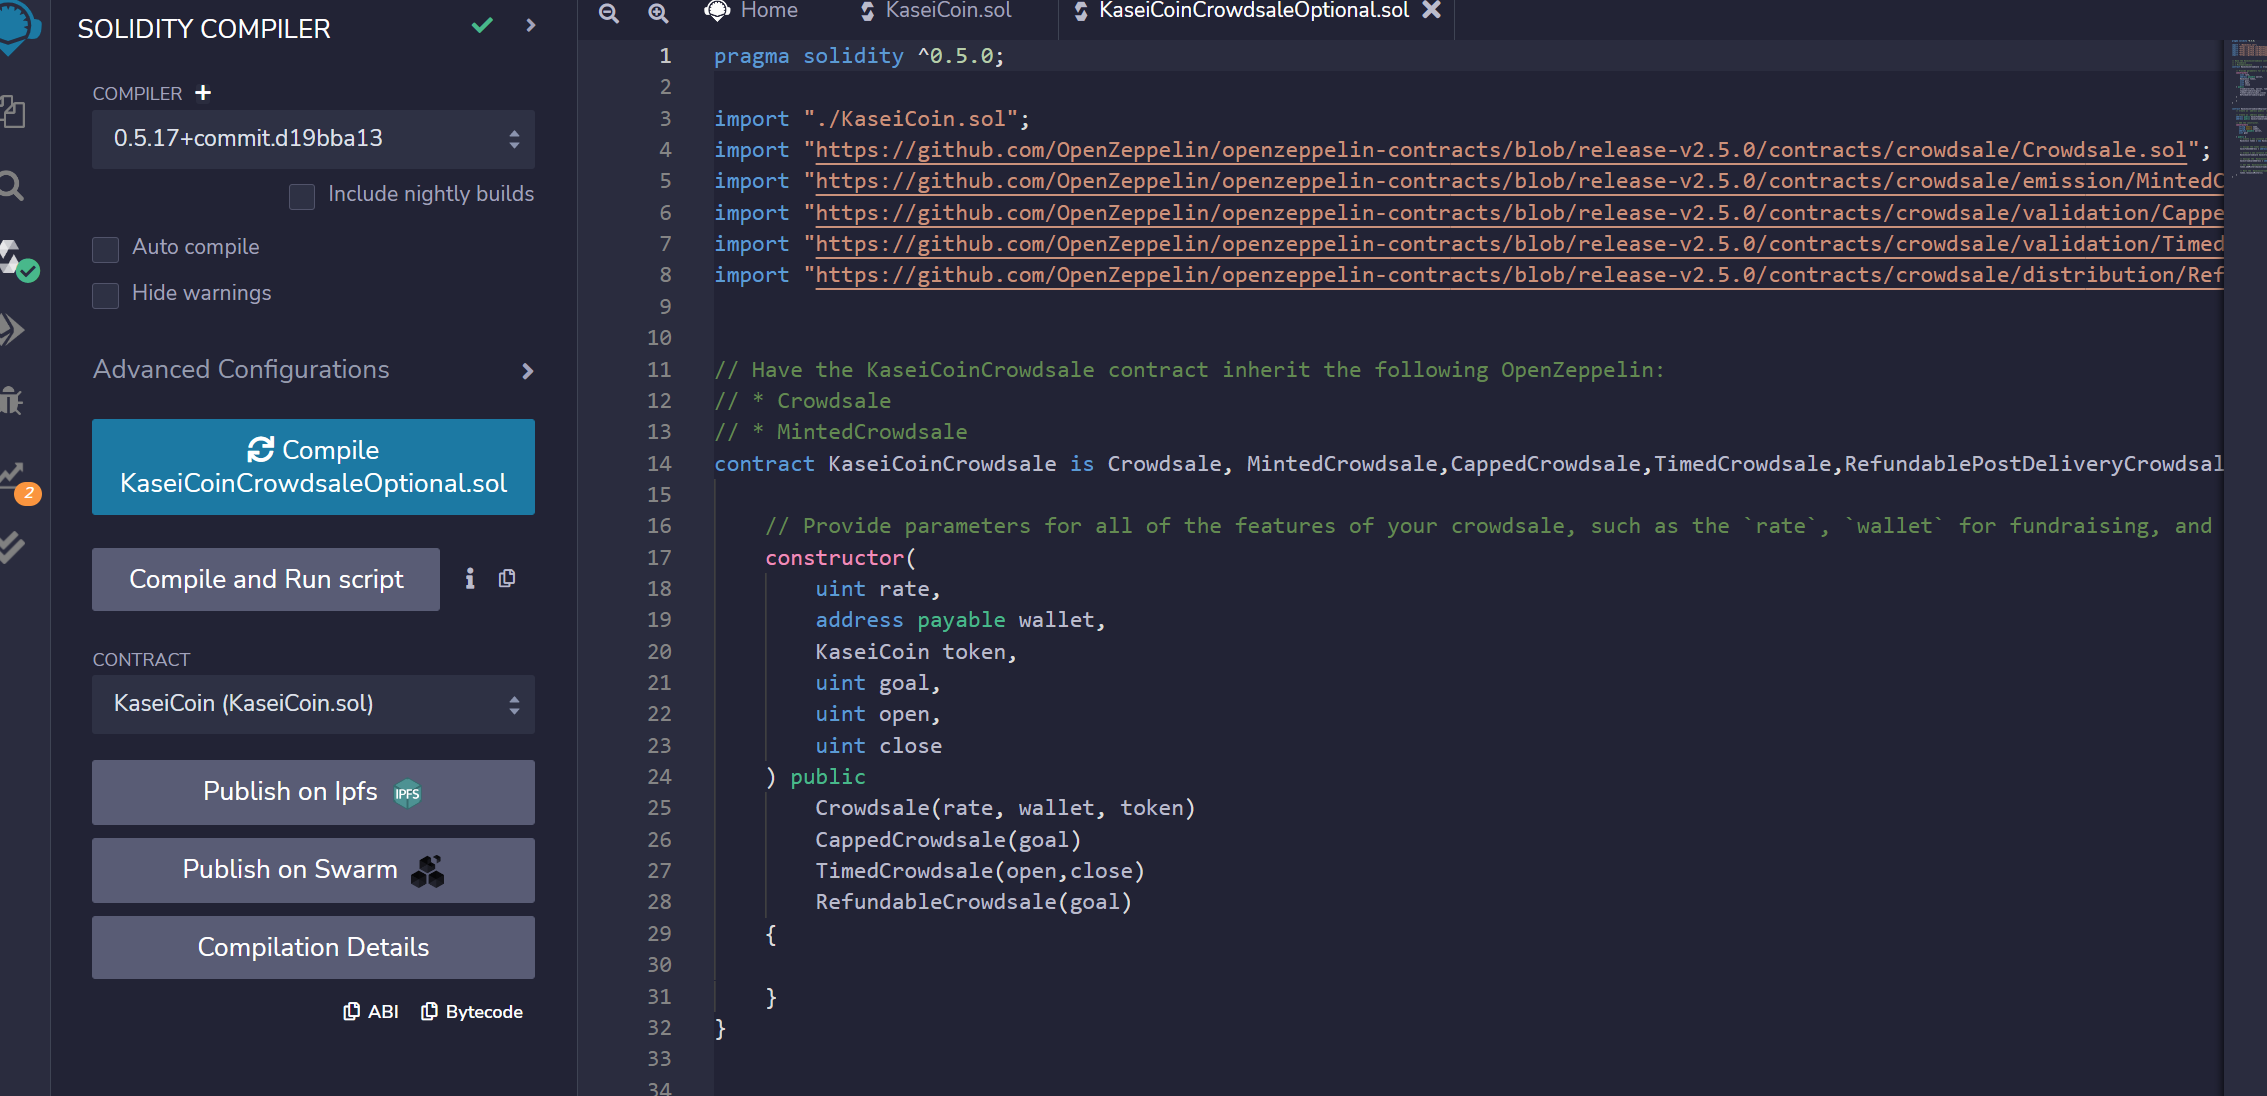 SOLIDITY COMPILER
COMPILER +
0.5.17+commit.d19bba13
Include nightly builds
Auto compile
Hide warnings
Advanced Configurations
Compile
KaseiCoinCrowdsaleOptional.sol
Compile and Run script
CONTRACT
KaseiCoin (KaseiCoin.sol)
Publish on Ipfs IPFS
Publish on Swarm
Compilation Details
ABI Bytecode
2
Home KaseiCoin.sol KaseiCoinCrowdsaleOptional.sol
1 pragma solidity ^0.5.0;
2
3 import "./KaseiCoin.sol";
4 import "https://github.com/OpenZeppelin/openzeppelin-contracts/blob/release-v2.5.0/contracts/crowdsale/Crowdsale.sol";
5 import "https://github.com/OpenZeppelin/openzeppelin-contracts/blob/release-v2.5.0/contracts/crowdsale/emission/MintedC
6 import "https://github.com/OpenZeppelin/openzeppelin-contracts/blob/release-v2.5.0/contracts/crowdsale/validation/Cappe
7 import "https://github.com/OpenZeppelin/openzeppelin-contracts/blob/release-v2.5.0/contracts/crowdsale/validation/Timed
8 import "https://github.com/OpenZeppelin/openzeppelin-contracts/blob/release-v2.5.0/contracts/crowdsale/distribution/Ref
9
10
11 // Have the KaseiCoinCrowdsale contract inherit the following OpenZeppelin:
12 // * Crowdsale
13 // * MintedCrowdsale
14 contract KaseiCoinCrowdsale is Crowdsale, MintedCrowdsale,CappedCrowdsale,TimedCrowdsale,RefundablePostDeliveryCrowdsal
15
16 // Provide parameters for all of the features of your crowdsale, such as the `rate`, `wallet` for fundraising, and
17 constructor(
18 uint rate,
19 address payable wallet,
20 KaseiCoin token,
21 uint goal,
22 uint open,
23 uint close
24 ) public
25 Crowdsale(rate, wallet, token)
26 CappedCrowdsale(goal)
27 TimedCrowdsale(open,close)
28 RefundableCrowdsale(goal)
29 {
30
31 }
32 }
33
34